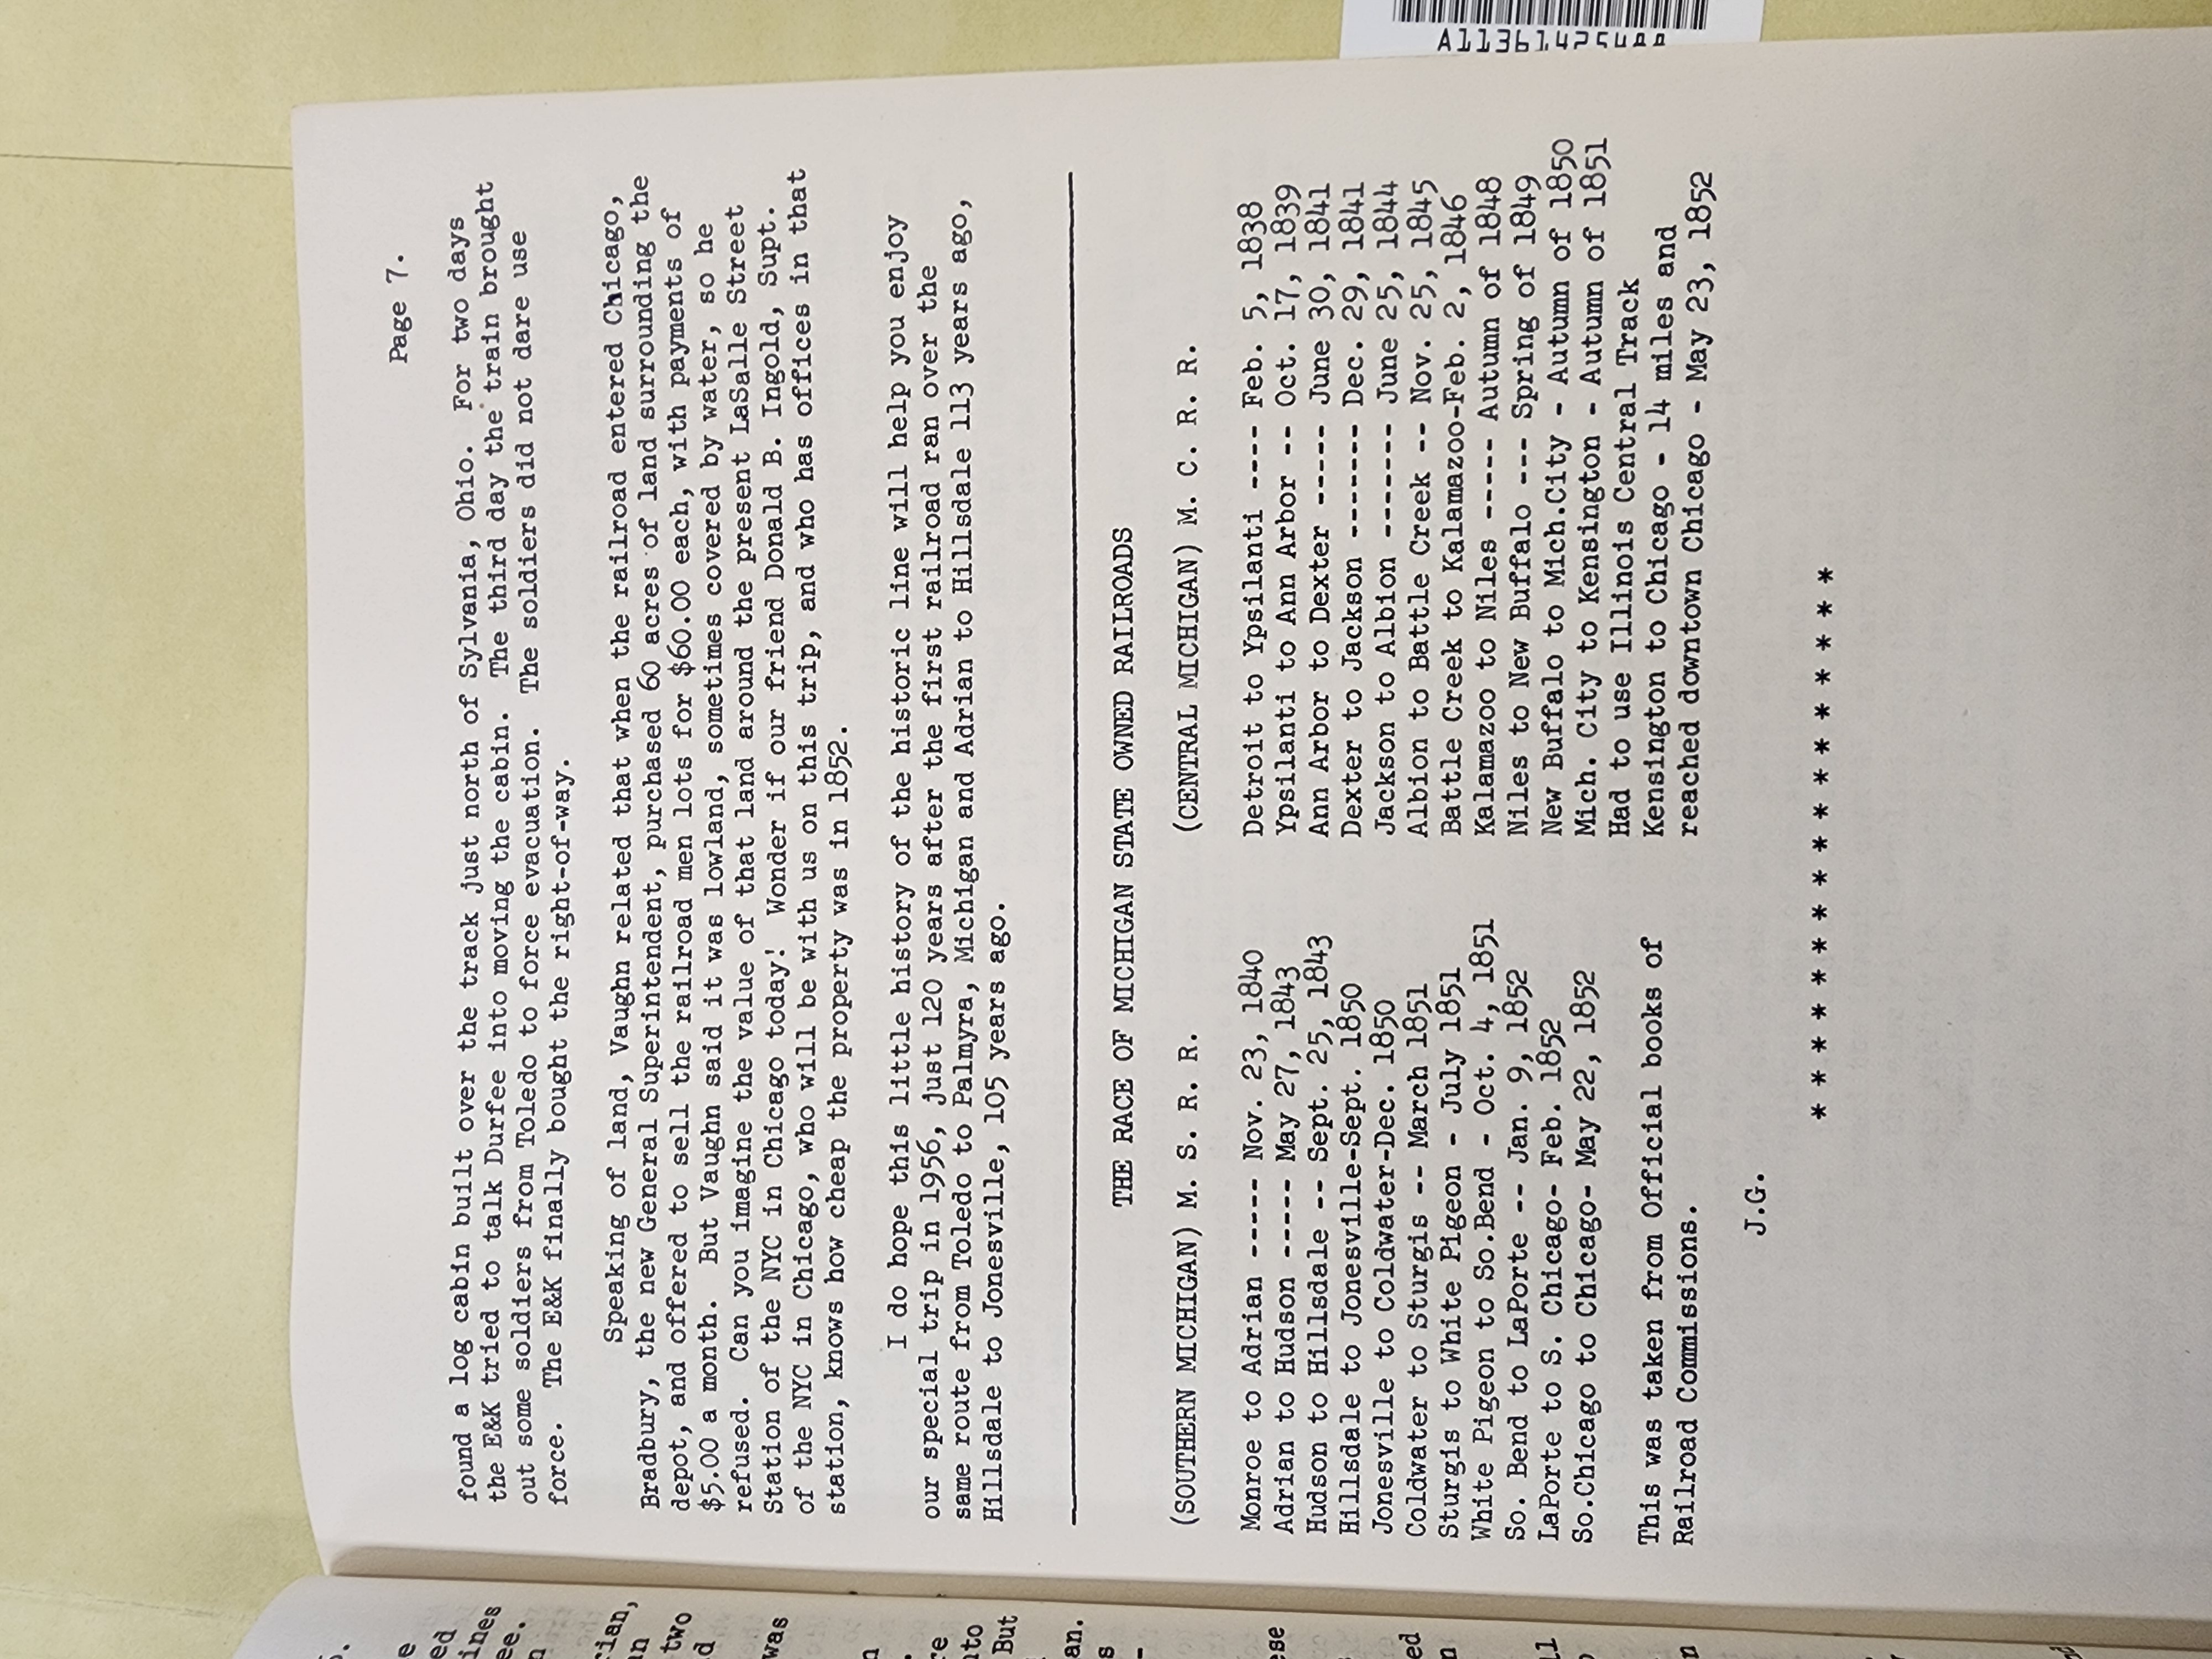 Page 7.
found a log cabin built over the track just north of Sylvania, Ohio. For two days
the E&K tried to talk Durfee into moving the cabin. The third day the train brought
out some soldiers from Toledo to force evacuation. The soldiers did not dare use
force. The E&K finally bought the right-of-way.
Speaking of land, Vaughn related that when the railroad entered Chicago,
Bradbury, the new General Superintendent, purchased 60 acres of land surrounding the
depot, and offered to sell the railroad men lots for $60.00 each, with payments of
$5.00 a month. But Vaughn said it was lowland, sometimes covered by water, so he
refused. Can you imagine the value of that land around the present LaSalle Street
Station of the NYC in Chicago today! Wonder if our friend Donald B. Ingold, Supt.
of the NYC in Chicago, who will be with us on this trip, and who has offices in that
station, knows how cheap the property was in 1852.
I do hope this little history of the historic line will help you enjoy
our special trip in 1956, just 120 years after the first railroad ran over the
same route from Toledo to Palmyra, Michigan and Adrian to Hillsdale 113 years ago,
Hillsdale to Jonesville, 105 years ago.
THE RACE OF MICHIGAN STATE OWNED RAILROADS
(SOUTHERN MICHIGAN) M. S. R. R.
Monroe to Adrian ----- Nov. 23, 1840
Adrian to Hudson ----- May 27, 1843
Hudson to Hillsdale -- Sept. 25, 1843
Hillsdale to Jonesville-Sept. 1850
Jonesville to Coldwater-Dec. 1850
Coldwater to Sturgis -- March 1851
Sturgis to White Pigeon - July 1851
White Pigeon to So.Bend - Oct. 4, 1851
So. Bend to LaPorte -- Jan. 9, 1852
LaPorte to S. Chicago- Feb. 1852
So.Chicago to Chicago- May 22, 1852
This was taken from Official books of
Railroad Commissions.
J.G.
(CENTRAL MICHIGAN) M. C. R. R.
Detroit to Ypsilanti ---- Feb. 5, 1838
Ypsilanti to Ann Arbor -- Oct. 17, 1839
Ann Arbor to Dexter ----- June 30, 1841
Dexter to Jackson ------- Dec. 29, 1841
Jackson to Albion ------- June 25, 1844
Albion to Battle Creek -- Nov. 25, 1845
Battle Creek to Kalamazoo-Feb. 2, 1846
Kalamazoo to Niles ----- Autumn of 1848
Niles to New Buffalo --- Spring of 1849
New Buffalo to Mich.City - Autumn of 1850
Mich. City to Kensington - Autumn of 1851
Had to use Illinois Central Track
Kensington to Chicago - 14 miles and
reached downtown Chicago - May 23, 1852
* * * * * * * * * * * * * * * * *